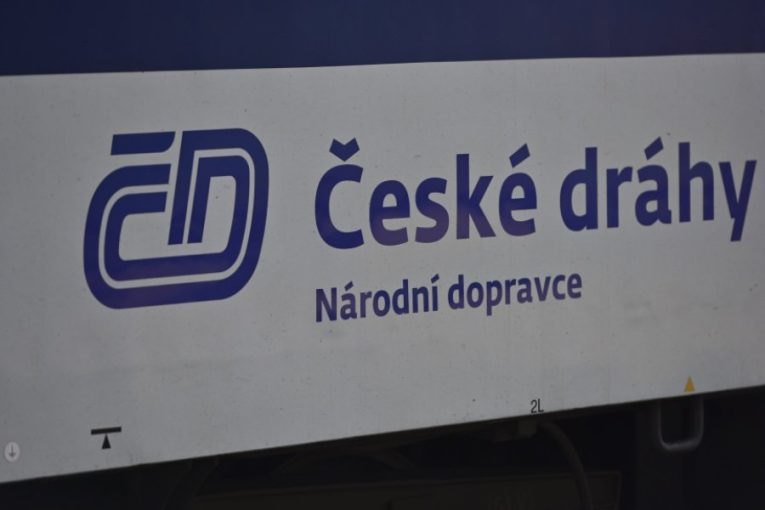 ČD
České dráhy
Národní dopravce
2L